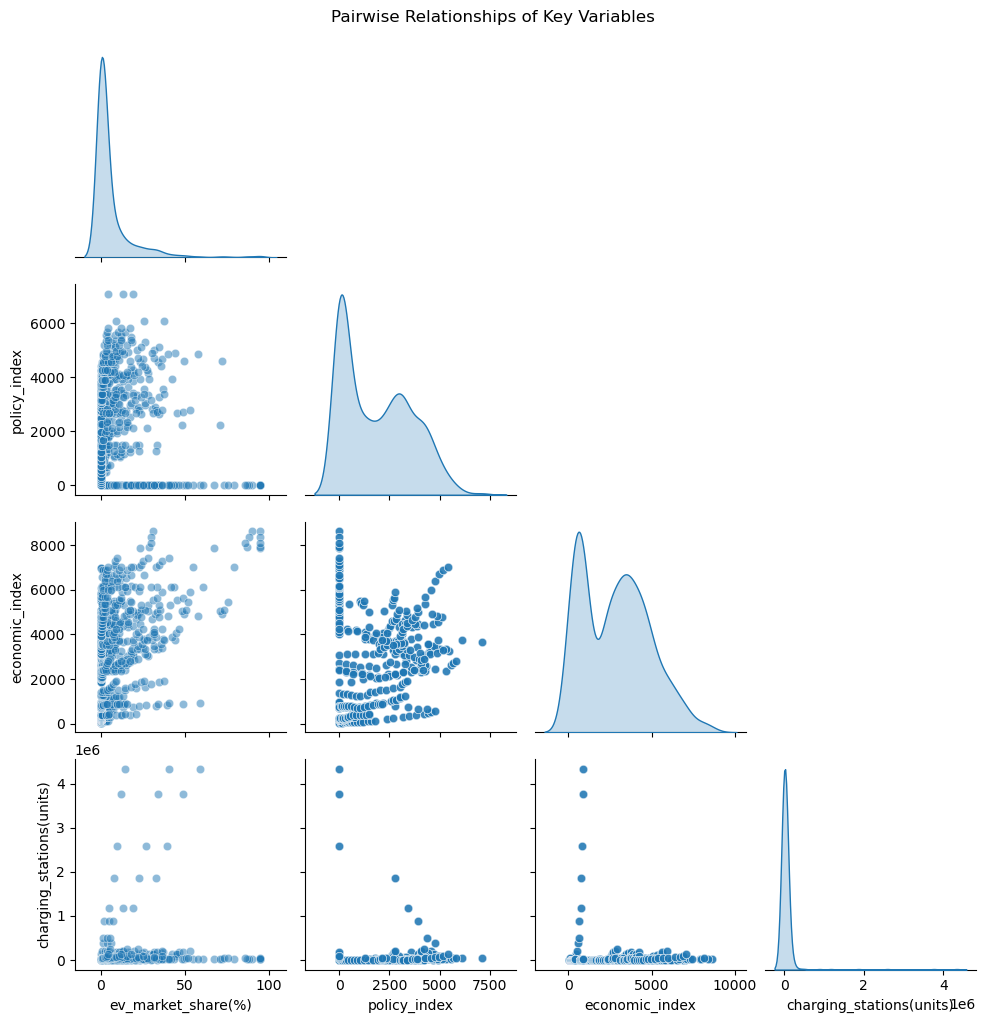 Pairwise Relationships of Key Variables
policy_index
6000
4000
2000
0
economic_index
8000
6000
4000
2000
0
1e6
charging_stations(units)
4
3
2
1
0
0 50 0 2500 5000 7500 0 5000 10000 0 2 4
1e6
ev_market_share(%) policy_index economic_index charging_stations(units)